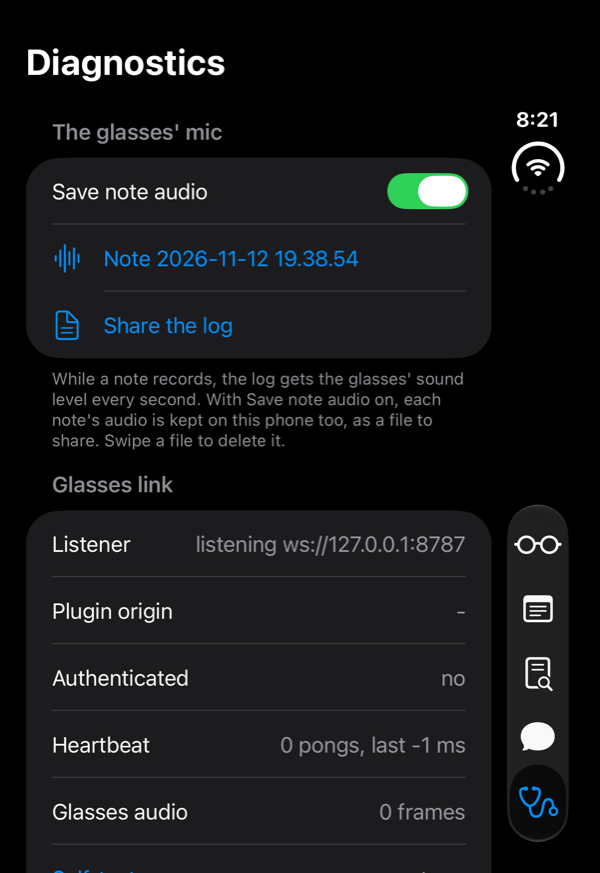 Diagnostics
8:21
The glasses' mic
Save note audio
Note 2026-11-12 19.38.54
Share the log
While a note records, the log gets the glasses' sound
level every second. With Save note audio on, each
note's audio is kept on this phone too, as a file to
share. Swipe a file to delete it.
Glasses link
Listener listening ws://127.0.0.1:8787
Plugin origin -
Authenticated no
Heartbeat 0 pongs, last -1 ms
Glasses audio 0 frames